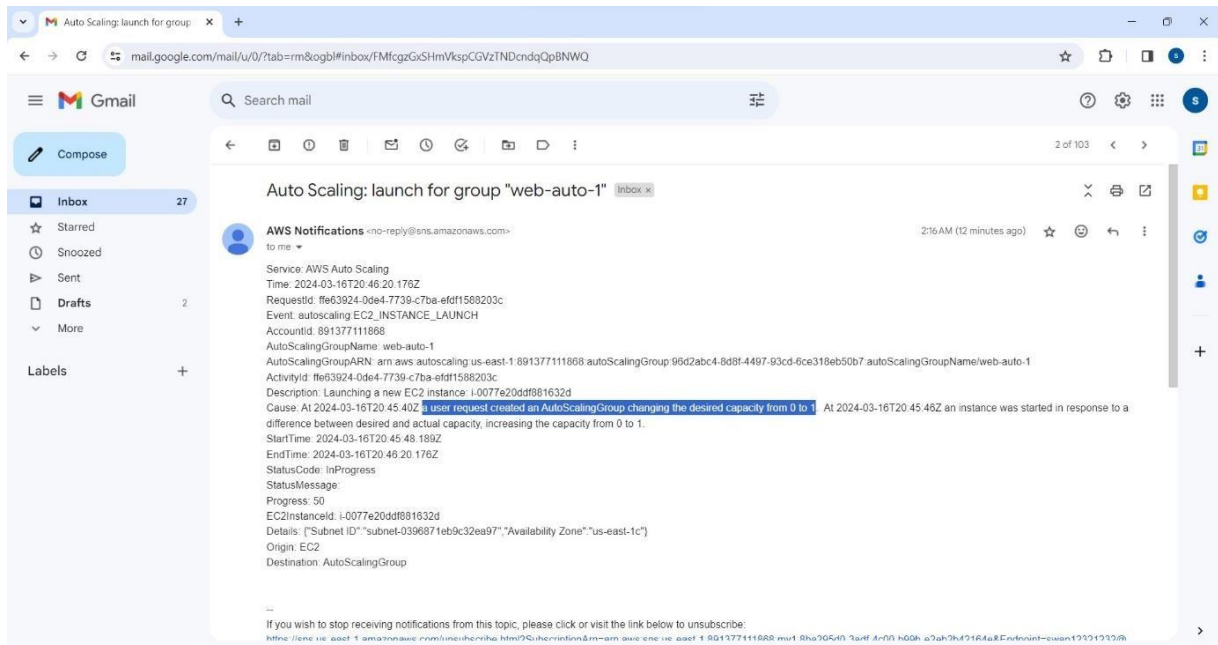 Auto Scaling: launch for group
mail.google.com/mail/u/0/?tab=rm&ogbl#inbox/FMfcgzGxSHmVkspCGVzTNDcndqQpBNWQ
Gmail
Search mail
S
Compose
2 of 103
Inbox 27
Starred
Snoozed
Sent
Drafts 2
More
Labels
Auto Scaling: launch for group "web-auto-1" Inbox x
AWS Notifications <no-reply@sns.amazonaws.com> 2:16 AM (12 minutes ago)
to me
Service: AWS Auto Scaling
Time: 2024-03-16T20:46:20.176Z
RequestId: ffe63924-0de4-7739-c7ba-efdf1588203c
Event: autoscaling:EC2_INSTANCE_LAUNCH
AccountId: 891377111868
AutoScalingGroupName: web-auto-1
AutoScalingGroupARN: arn:aws:autoscaling:us-east-1:891377111868:autoScalingGroup:96d2abc4-8d8f-4497-93cd-6ce318eb50b7:autoScalingGroupName/web-auto-1
ActivityId: ffe63924-0de4-7739-c7ba-efdf1588203c
Description: Launching a new EC2 instance: i-0077e20ddf881632d
Cause: At 2024-03-16T20:45:40Z a user request created an AutoScalingGroup changing the desired capacity from 0 to 1. At 2024-03-16T20:45:46Z an instance was started in response to a
difference between desired and actual capacity, increasing the capacity from 0 to 1.
StartTime: 2024-03-16T20:45:48.189Z
EndTime: 2024-03-16T20:46:20.176Z
StatusCode: InProgress
StatusMessage:
Progress: 50
EC2InstanceId: i-0077e20ddf881632d
Details: {"Subnet ID":"subnet-0396871eb9c32ea97","Availability Zone":"us-east-1c"}
Origin: EC2
Destination: AutoScalingGroup
--
If you wish to stop receiving notifications from this topic, please click or visit the link below to unsubscribe: